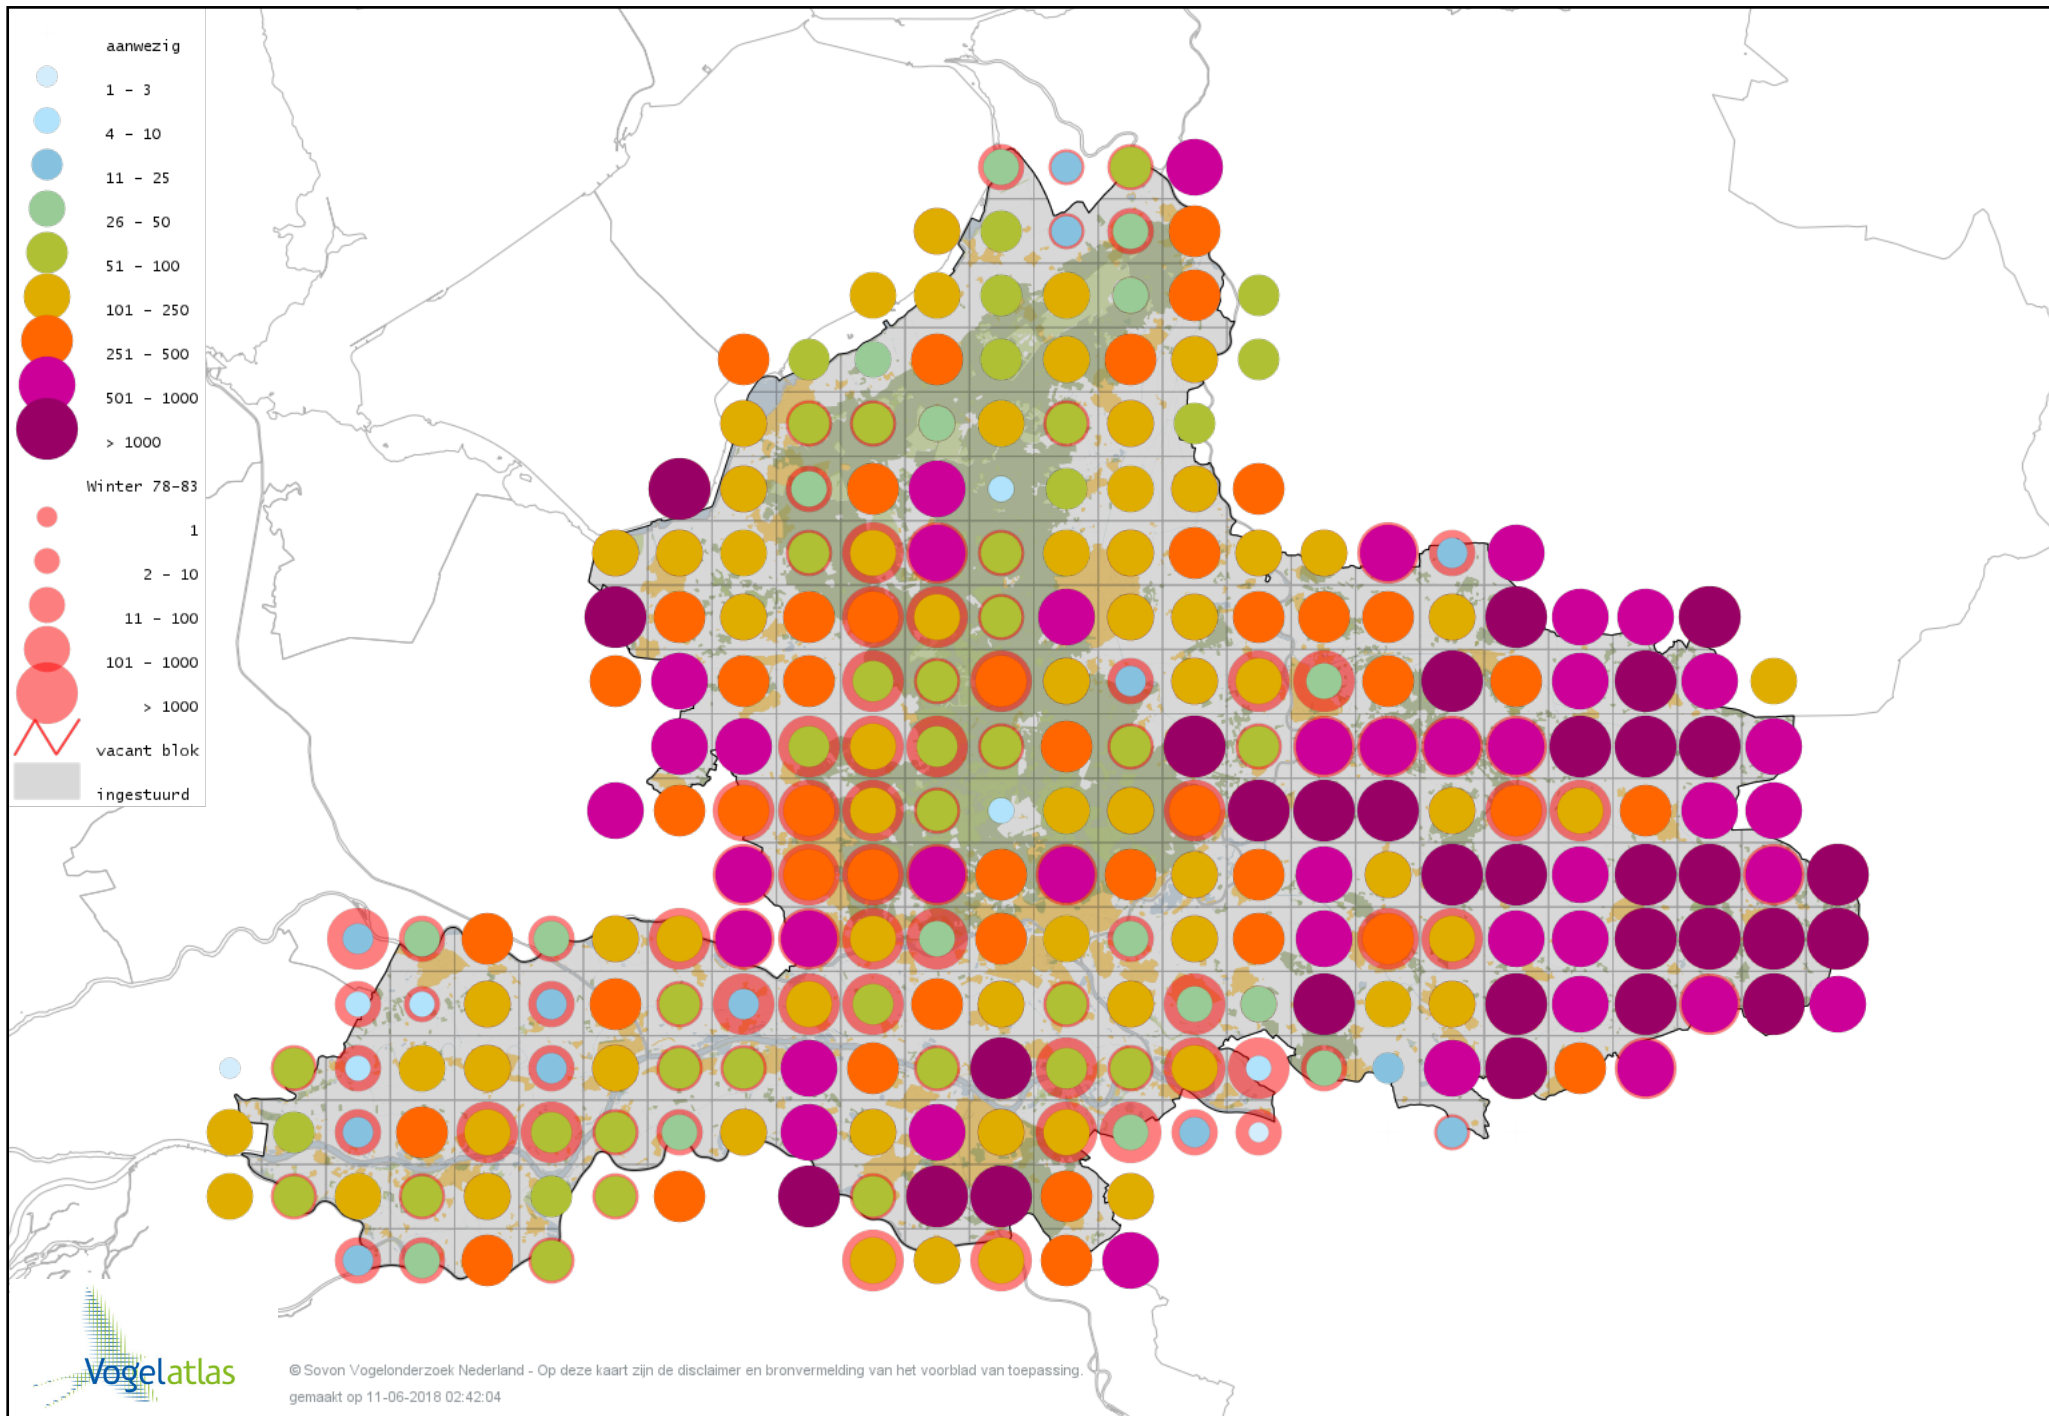 aanwezig
1 - 3
4 - 10
11 - 25
26 - 50
51 - 100
101 - 250
251 - 500
501 - 1000
> 1000
Winter 78-83
1
2 - 10
11 - 100
101 - 1000
> 1000
vacant blok
ingestuurd
Vogelatlas
© Sovon Vogelonderzoek Nederland - Op deze kaart zijn de disclaimer en bronvermelding van het voorblad van toepassing.
gemaakt op 11-06-2018 02:42:04